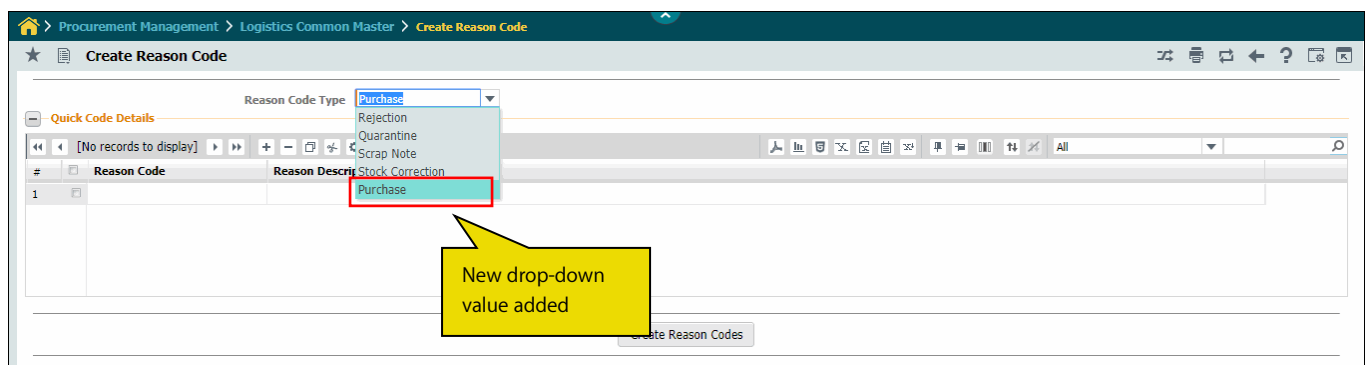 Procurement Management > Logistics Common Master > Create Reason Code
Create Reason Code
Reason Code Type Purchase
Rejection
Quick Code Details
Quarantine
[No records to display] All
Scrap Note
# Reason Code Reason Descrip
Stock Correction
1
Purchase
New drop-down
value added
Create Reason Codes